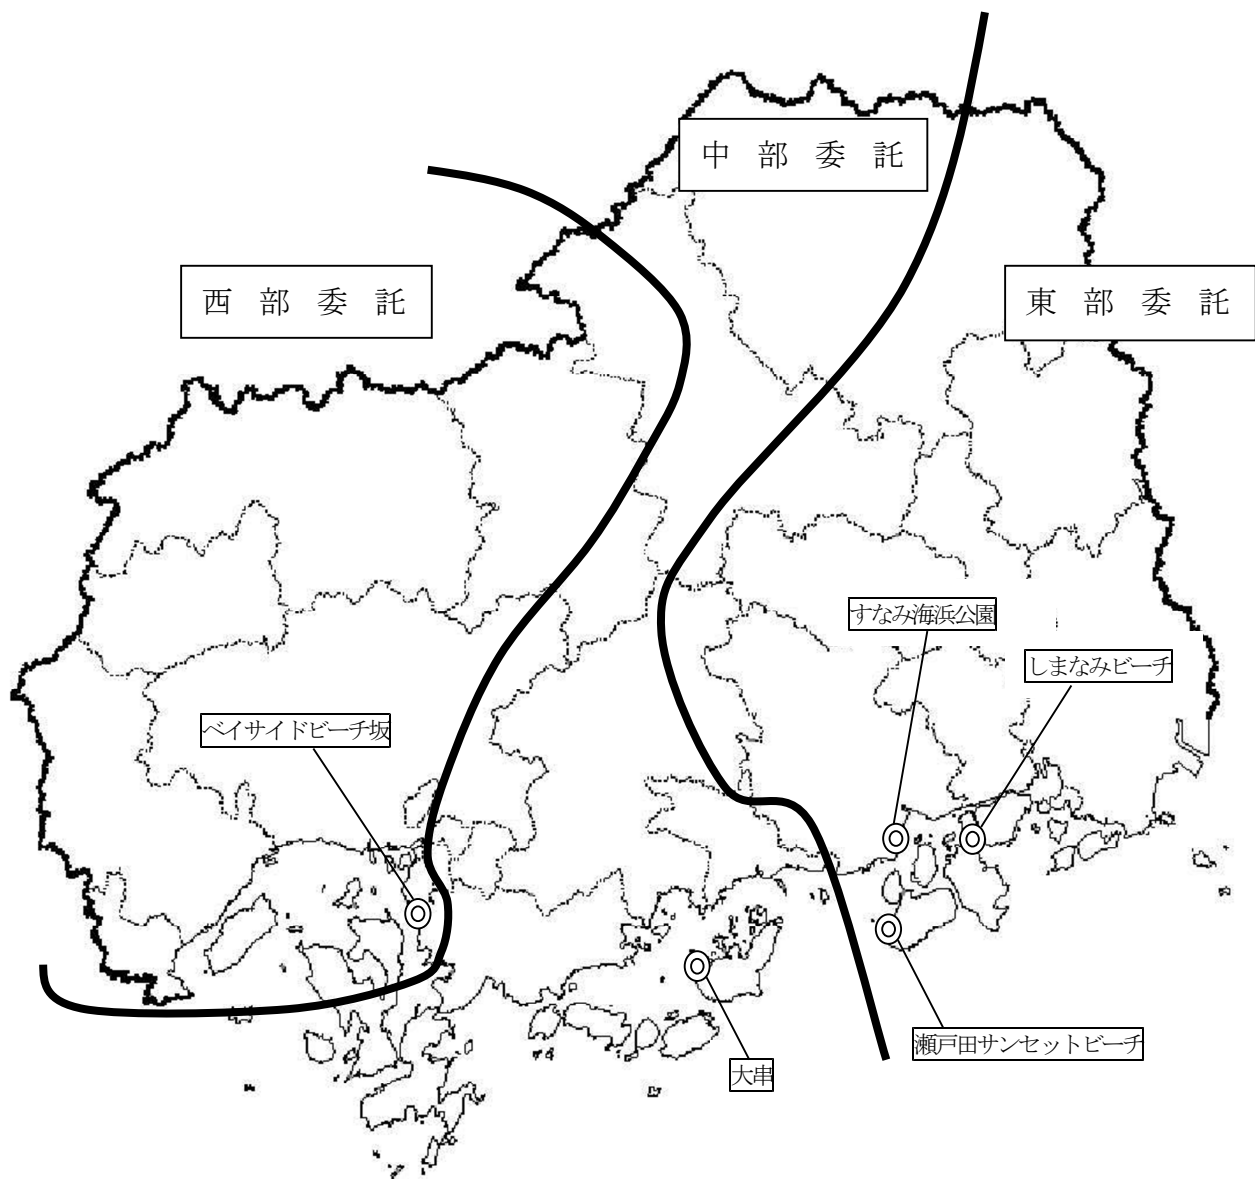 中部委託
西部委託
東部委託
すなみ海浜公園
しまなみビーチ
ベイサイドビーチ坂
瀬戸田サンセットビーチ
大串